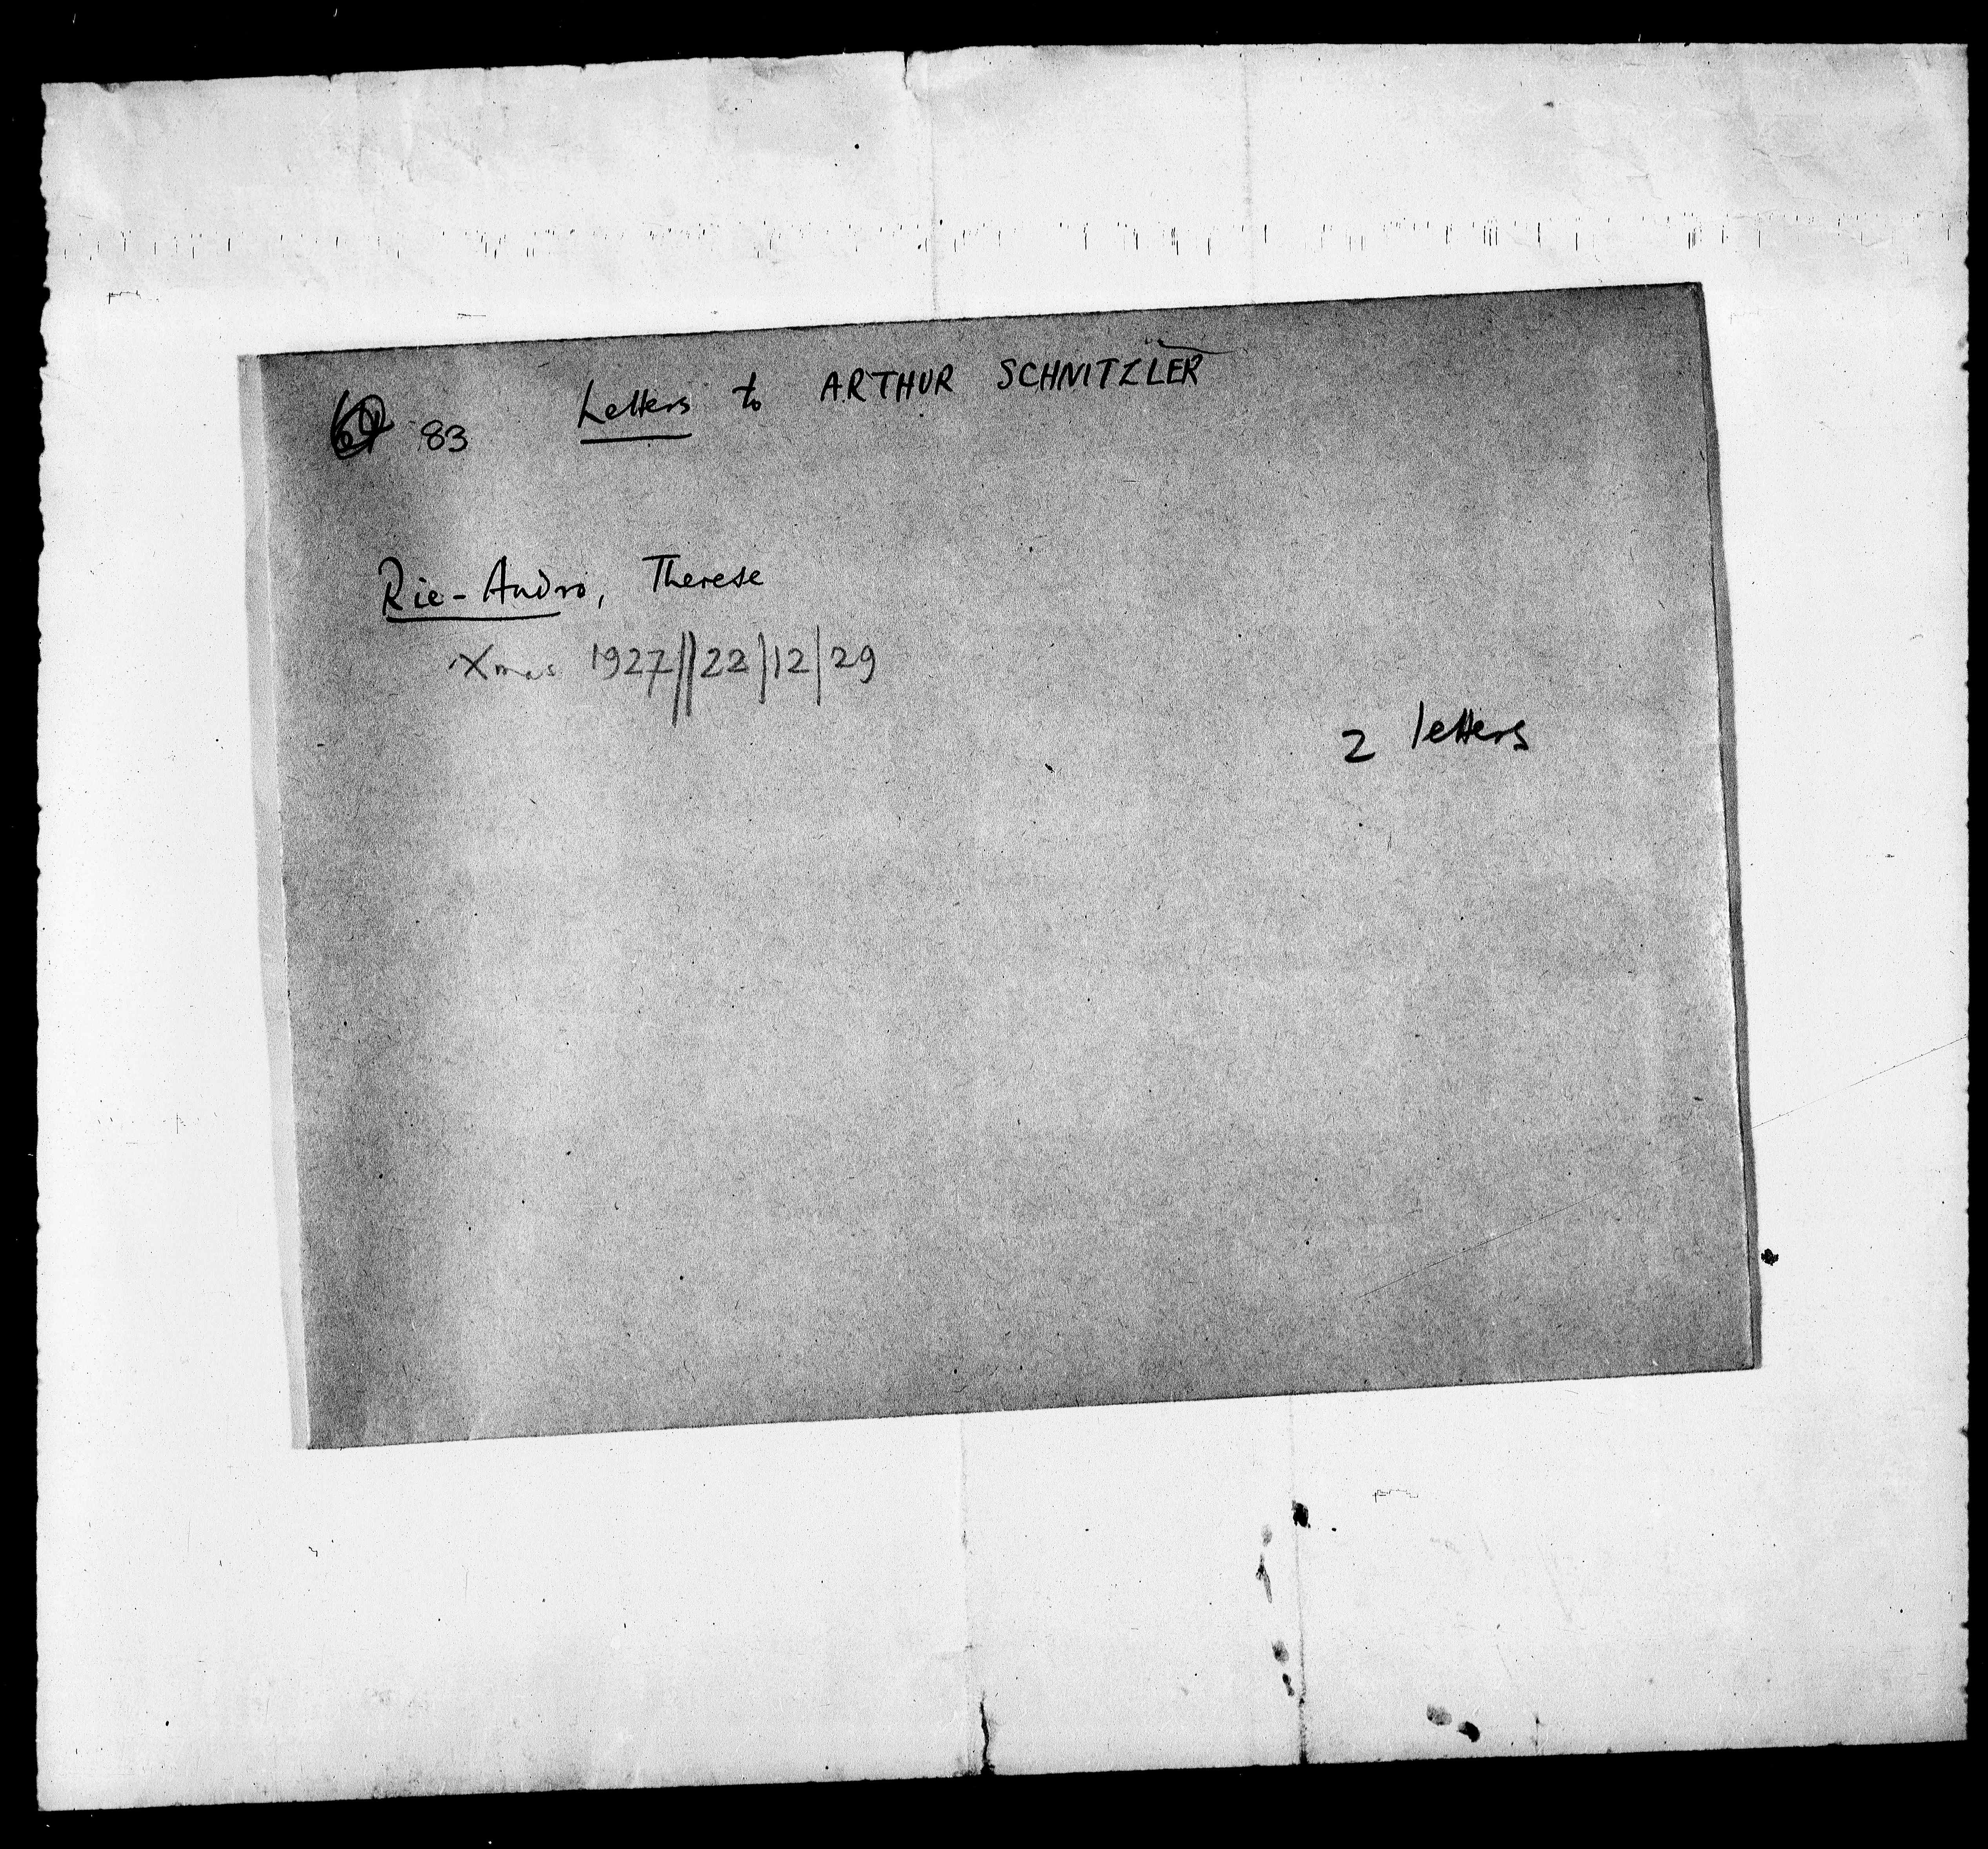 83 Letters to ARTHUR SCHNITZLER
Rie-Andro, Therese
Xmas 1927//22/12/29
2 letters